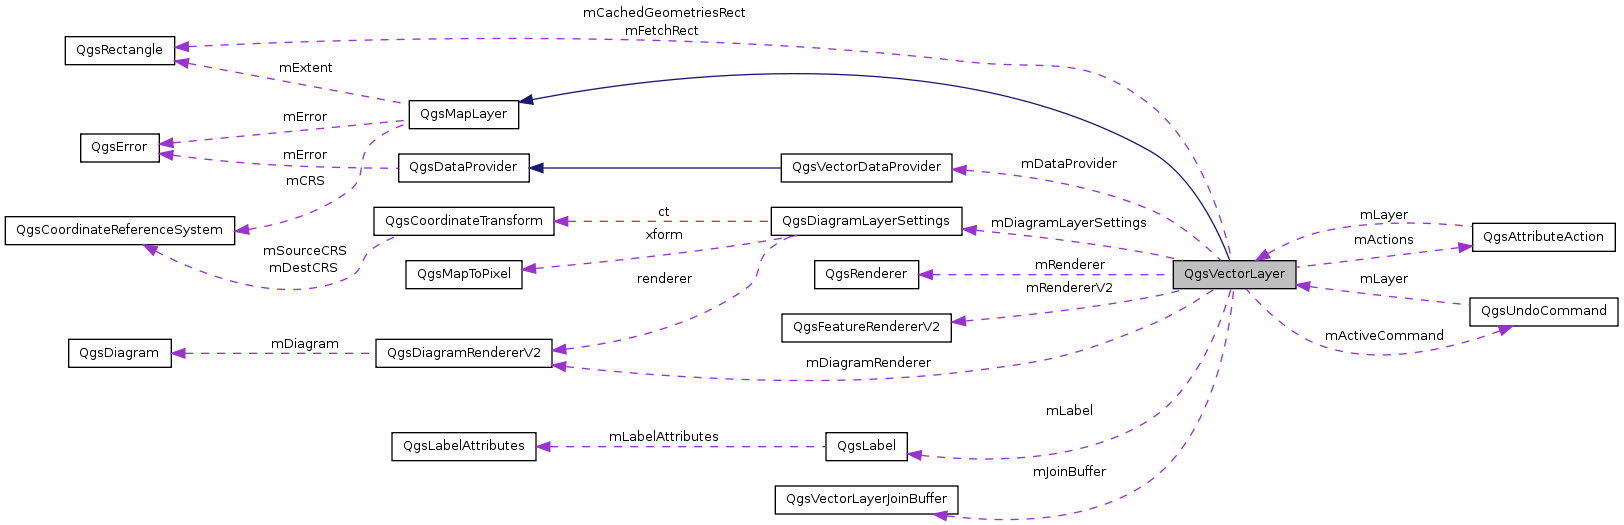 mCachedGeometriesRect
mFetchRect
QgsRectangle
mExtent
QgsMapLayer
mError
QgsError
mError
mCRS
QgsDataProvider
QgsVectorDataProvider
mDataProvider
QgsCoordinateReferenceSystem
QgsCoordinateTransform
ct
xform
QgsDiagramLayerSettings
mDiagramLayerSettings
mLayer
QgsAttributeAction
mActions
mSourceCRS
mDestCRS
QgsMapToPixel
renderer
QgsRenderer
mRenderer
QgsVectorLayer
mLayer
mRendererV2
QgsFeatureRendererV2
QgsUndoCommand
mActiveCommand
QgsDiagram
mDiagram
QgsDiagramRendererV2
mDiagramRenderer
mLabel
QgsLabelAttributes
mLabelAttributes
QgsLabel
mJoinBuffer
QgsVectorLayerJoinBuffer